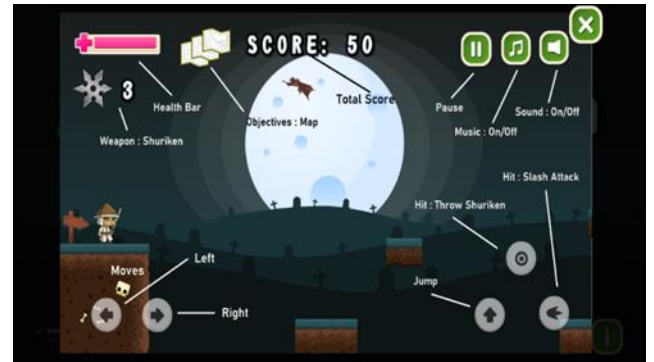 SCORE: 50
3
Health Bar
Total Score
Pause
Sound : On/Off
Objectives : Map
Music : On/Off
Weapon : Shuriken
Hit : Slash Attack
Hit : Throw Shuriken
Left
Moves
Jump
Right
i